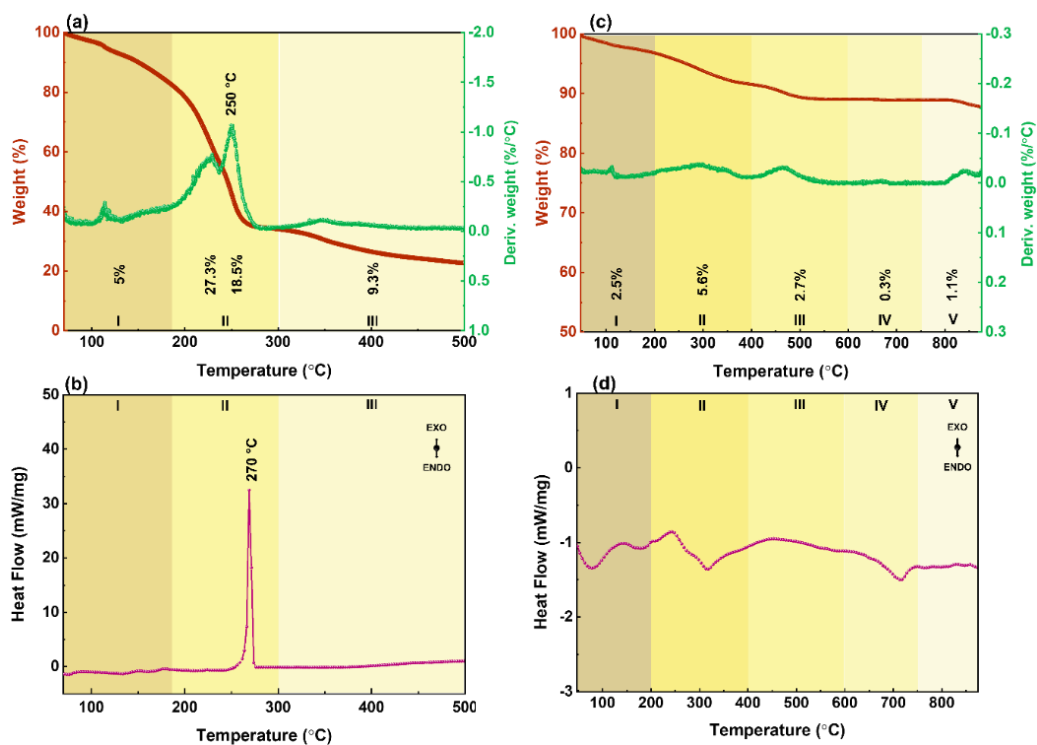 (a)
100
80
60
40
20
0
Weight (%)
250 °C
5%
27.3%
18.5%
9.3%
I
II
III
-2.0
-1.5
-1.0
-0.5
0.0
0.5
1.0
Deriv. weight (%/°C)
100
200
300
400
500
Temperature (°C)
(c)
100
90
80
70
60
50
Weight (%)
2.5%
5.6%
2.7%
0.3%
1.1%
I
II
III
IV
V
-0.3
-0.2
-0.1
0.0
0.1
0.2
0.3
Deriv. weight (%/°C)
100 200 300 400 500 600 700 800
Temperature (°C)
(b)
50
40
30
20
10
0
Heat Flow (mW/mg)
I
II
III
EXO
ENDO
270 °C
100
200
300
400
500
Temperature (°C)
(d)
1
0
-1
-2
-3
Heat Flow (mW/mg)
I
II
III
IV
V
EXO
ENDO
100 200 300 400 500 600 700 800
Temperature (°C)